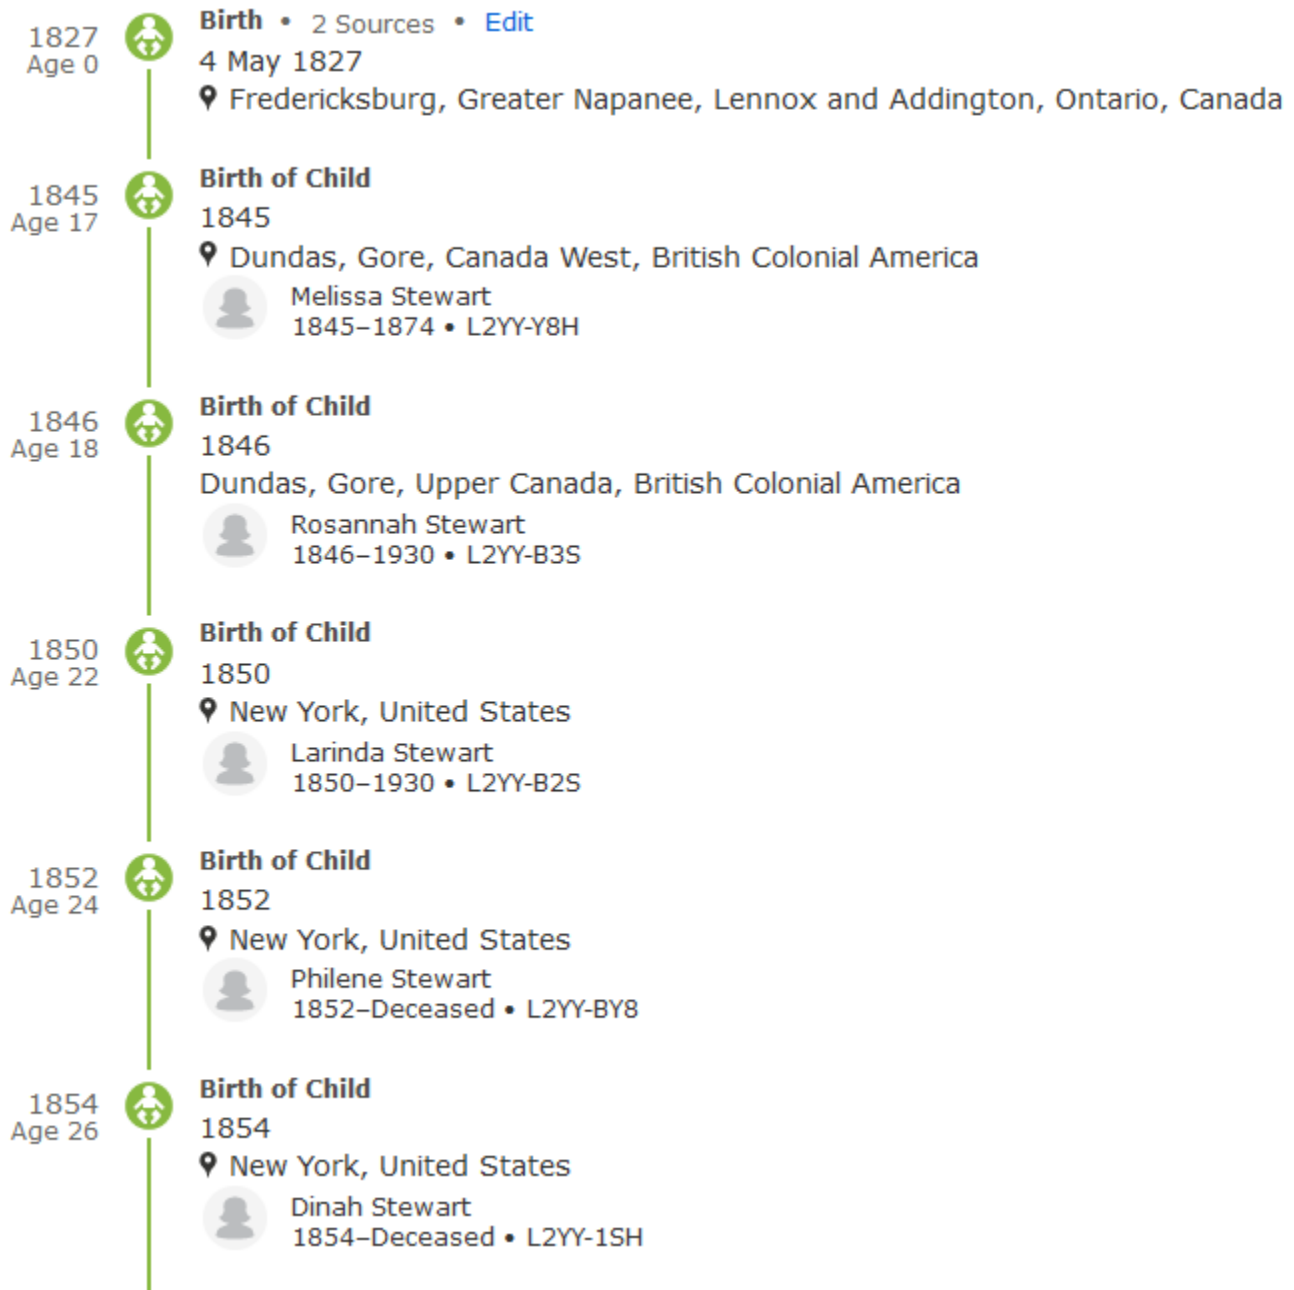 1827
Age 0
Birth • 2 Sources • Edit
4 May 1827
Fredericksburg, Greater Napanee, Lennox and Addington, Ontario, Canada
1845
Age 17
Birth of Child
1845
Dundas, Gore, Canada West, British Colonial America
Melissa Stewart
1845–1874 • L2YY-Y8H
1846
Age 18
Birth of Child
1846
Dundas, Gore, Upper Canada, British Colonial America
Rosannah Stewart
1846–1930 • L2YY-B3S
1850
Age 22
Birth of Child
1850
New York, United States
Larinda Stewart
1850–1930 • L2YY-B2S
1852
Age 24
Birth of Child
1852
New York, United States
Philene Stewart
1852–Deceased • L2YY-BY8
1854
Age 26
Birth of Child
1854
New York, United States
Dinah Stewart
1854–Deceased • L2YY-1SH